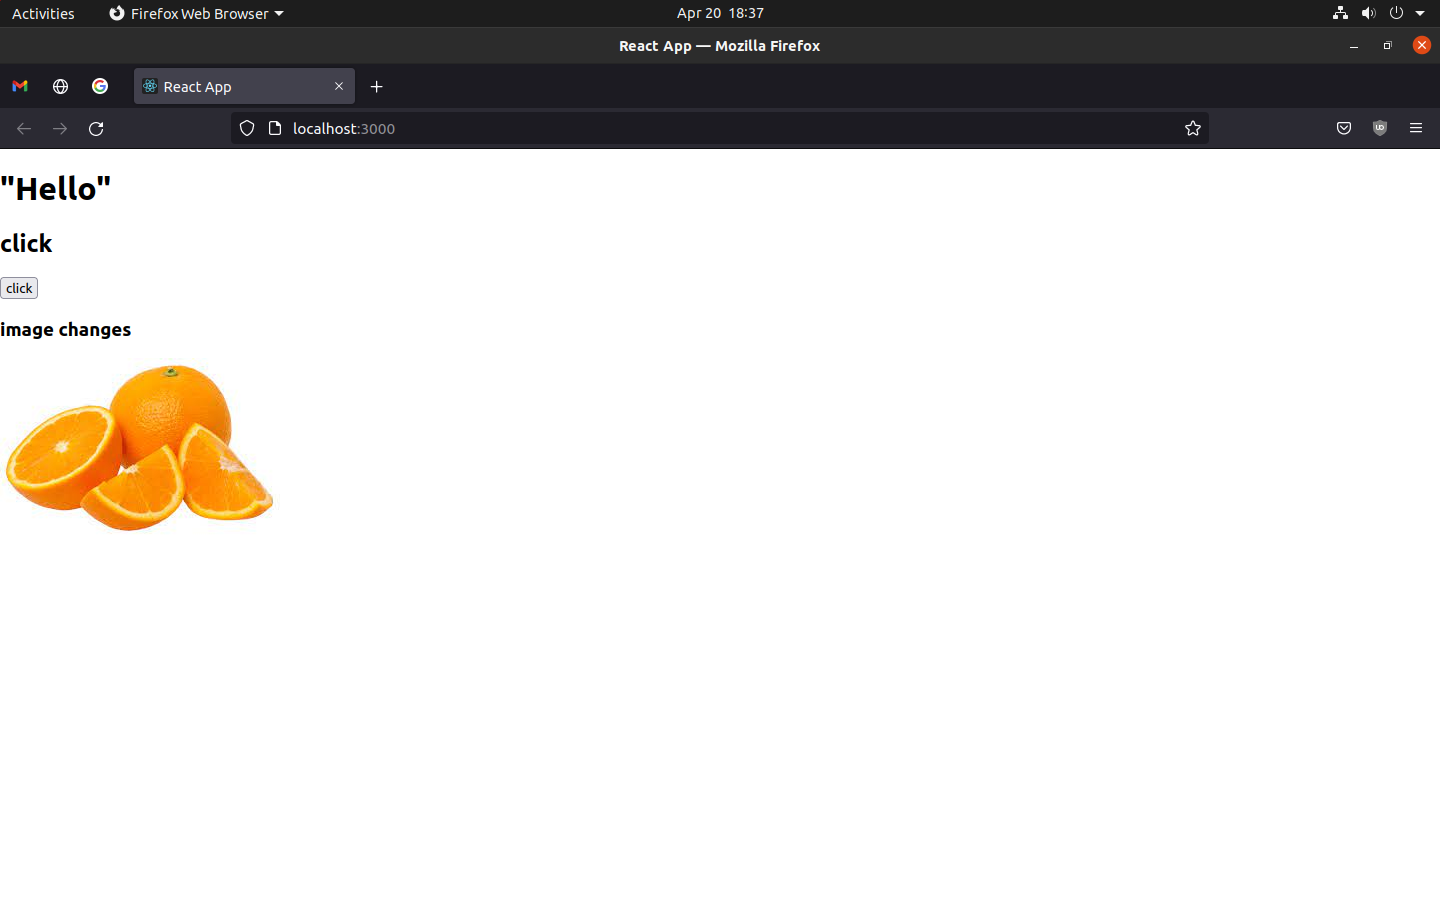 Activities
Firefox Web Browser
Apr 20 18:37
React App — Mozilla Firefox
React App
localhost:3000
"Hello"
click
click
image changes